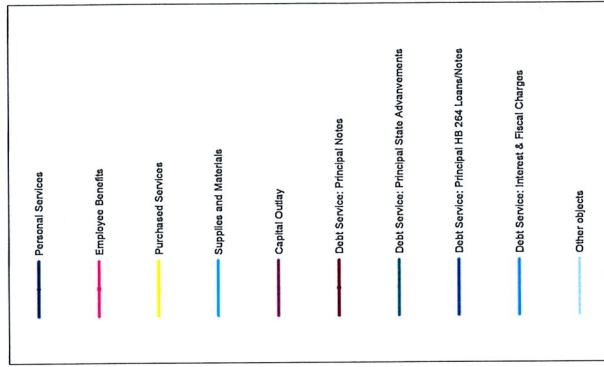 Personal Services
Employee Benefits
Purchased Services
Supplies and Materials
Capital Outlay
Debt Service: Principal Notes
Debt Service: Principal State Advanvements
Debt Service: Principal HB 264 Loans/Notes
Debt Service: Interest & Fiscal Charges
Other objects